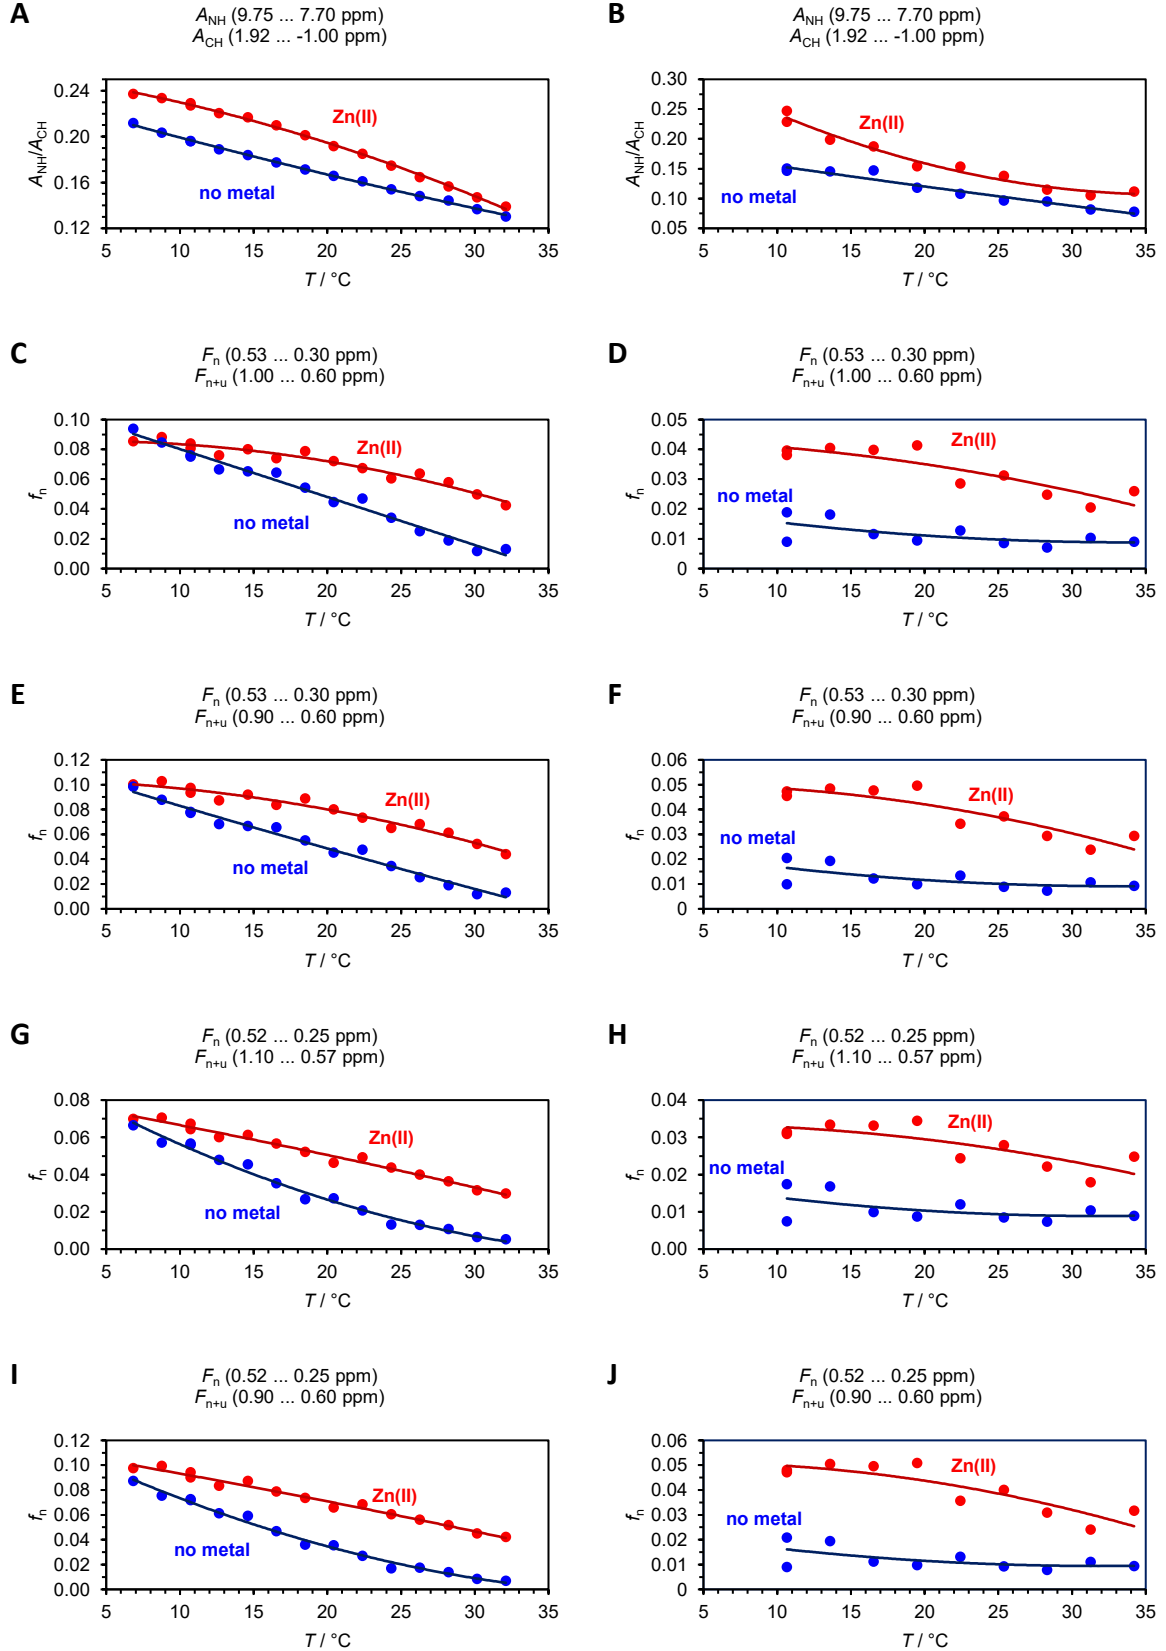 A
A_NH (9.75 ... 7.70 ppm)
A_CH (1.92 ... -1.00 ppm)
A_NH/A_CH
0.24
0.20
0.16
0.12
Zn(II)
no metal
5 10 15 20 25 30 35
T / °C
B
A_NH (9.75 ... 7.70 ppm)
A_CH (1.92 ... -1.00 ppm)
A_NH/A_CH
0.30
0.25
0.20
0.15
0.10
0.05
Zn(II)
no metal
5 10 15 20 25 30 35
T / °C
C
F_n (0.53 ... 0.30 ppm)
F_n+u (1.00 ... 0.60 ppm)
f_n
0.10
0.08
0.06
0.04
0.02
0.00
Zn(II)
no metal
5 10 15 20 25 30 35
T / °C
D
F_n (0.53 ... 0.30 ppm)
F_n+u (1.00 ... 0.60 ppm)
f_n
0.05
0.04
0.03
0.02
0.01
0
Zn(II)
no metal
5 10 15 20 25 30 35
T / °C
E
F_n (0.53 ... 0.30 ppm)
F_n+u (0.90 ... 0.60 ppm)
f_n
0.12
0.10
0.08
0.06
0.04
0.02
0.00
Zn(II)
no metal
5 10 15 20 25 30 35
T / °C
F
F_n (0.53 ... 0.30 ppm)
F_n+u (0.90 ... 0.60 ppm)
f_n
0.06
0.05
0.04
0.03
0.02
0.01
0
Zn(II)
no metal
5 10 15 20 25 30 35
T / °C
G
F_n (0.52 ... 0.25 ppm)
F_n+u (1.10 ... 0.57 ppm)
f_n
0.08
0.06
0.04
0.02
0.00
Zn(II)
no metal
5 10 15 20 25 30 35
T / °C
H
F_n (0.52 ... 0.25 ppm)
F_n+u (1.10 ... 0.57 ppm)
f_n
0.04
0.03
0.02
0.01
0.00
Zn(II)
no metal
5 10 15 20 25 30 35
T / °C
I
F_n (0.52 ... 0.25 ppm)
F_n+u (0.90 ... 0.60 ppm)
f_n
0.12
0.10
0.08
0.06
0.04
0.02
0.00
Zn(II)
no metal
5 10 15 20 25 30 35
T / °C
J
F_n (0.52 ... 0.25 ppm)
F_n+u (0.90 ... 0.60 ppm)
f_n
0.06
0.05
0.04
0.03
0.02
0.01
0
Zn(II)
no metal
5 10 15 20 25 30 35
T / °C